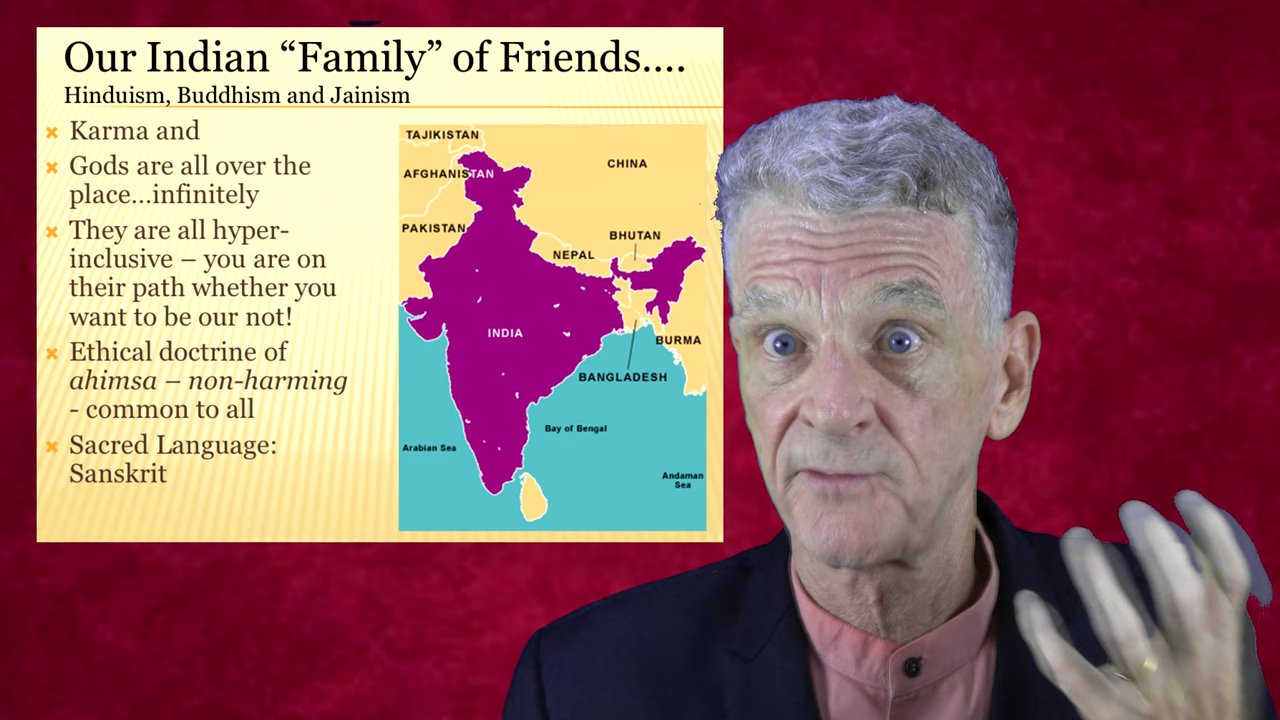 Our Indian “Family” of Friends....
Hinduism, Buddhism and Jainism
Karma and
Gods are all over the
place...infinitely
They are all hyper-
inclusive – you are on
their path whether you
want to be our not!
Ethical doctrine of
ahimsa – non-harming
- common to all
Sacred Language:
Sanskrit
TAJIKISTAN
CHINA
AFGHANISTAN
PAKISTAN
BHUTAN
NEPAL
INDIA
BURMA
BANGLADESH
Bay of Bengal
Arabian Sea
Andaman
Sea